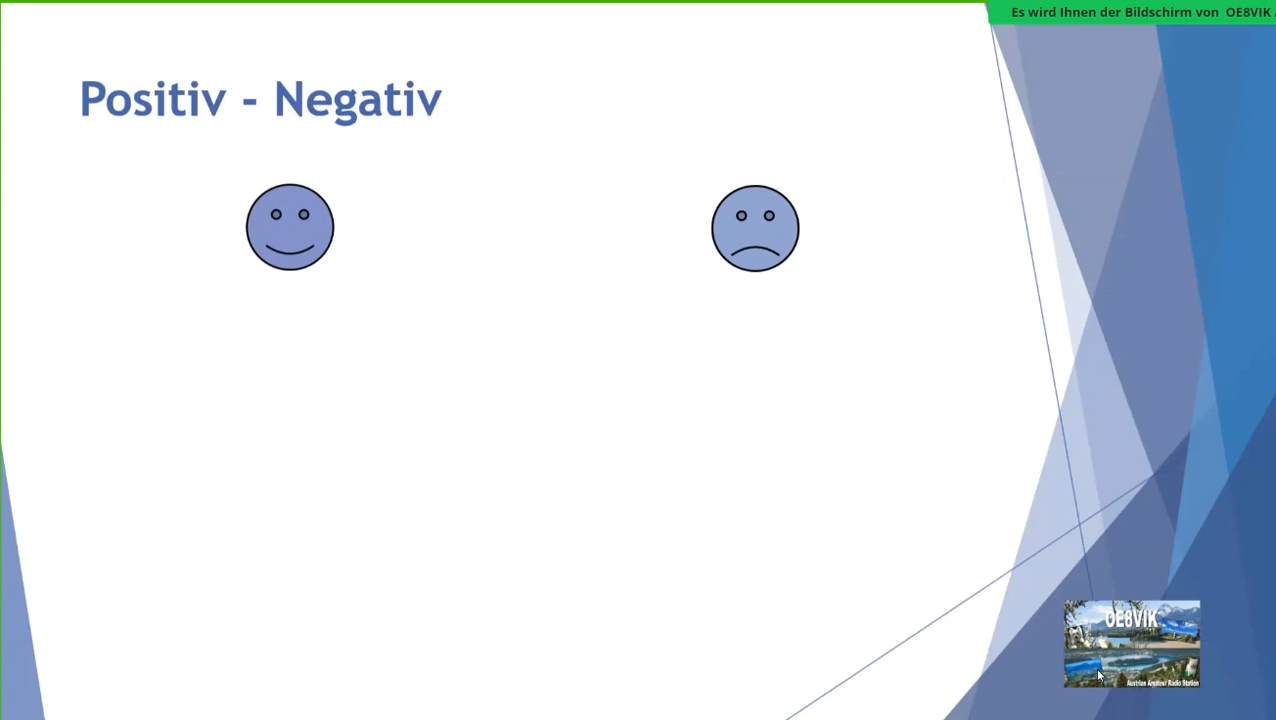 Es wird Ihnen der Bildschirm von OE8VIK
Positiv - Negativ
OE8VIK
Austrian Amateur Radio Station